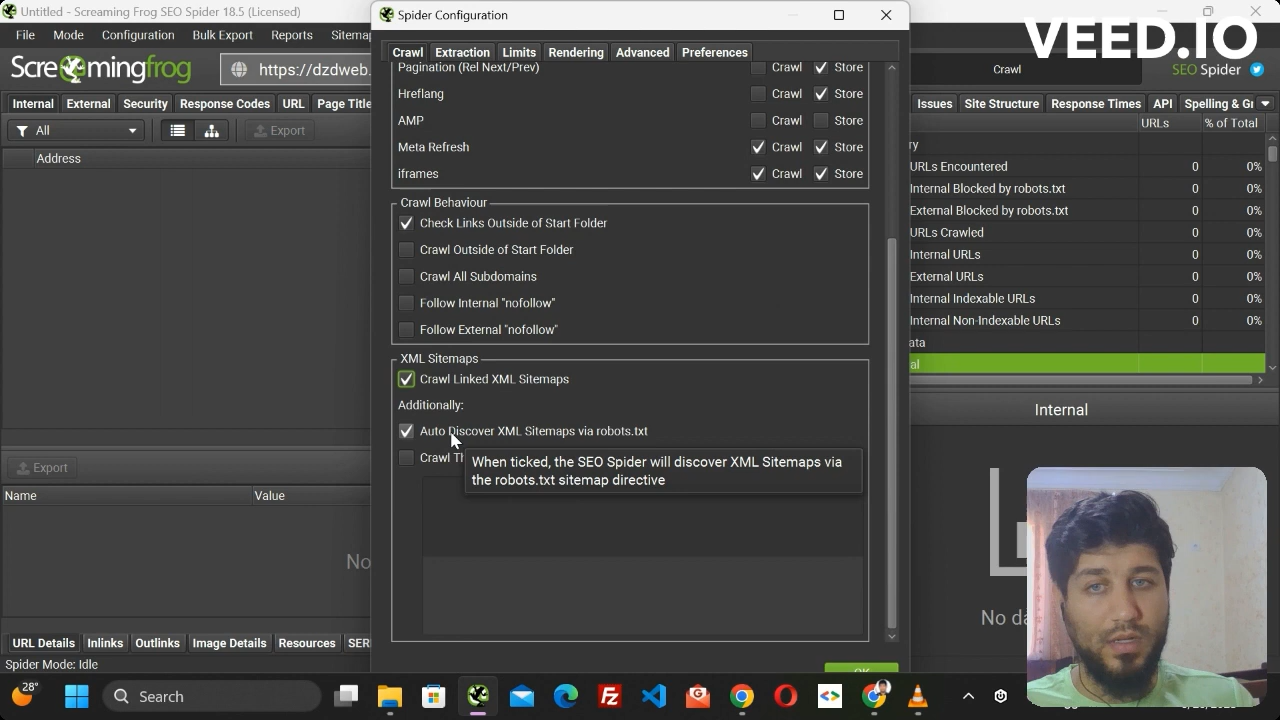 Untitled - Screaming Frog SEO Spider 18.5 (Licensed)
File Mode Configuration Bulk Export Reports Sitema
Screamingfrog
https://dzdweb.
Internal External Security Response Codes URL Page Title
All
Export
Address
Export
Name Value
No
URL Details Inlinks Outlinks Image Details Resources SER
Spider Mode: Idle
Spider Configuration
Crawl Extraction Limits Rendering Advanced Preferences
Pagination (Rel Next/Prev) Crawl Store
Hreflang Crawl Store
AMP Crawl Store
Meta Refresh Crawl Store
iframes Crawl Store
Crawl Behaviour
Check Links Outside of Start Folder
Crawl Outside of Start Folder
Crawl All Subdomains
Follow Internal "nofollow"
Follow External "nofollow"
XML Sitemaps
Crawl Linked XML Sitemaps
Additionally:
Auto Discover XML Sitemaps via robots.txt
Crawl Th
When ticked, the SEO Spider will discover XML Sitemaps via
the robots.txt sitemap directive
OK
VEED.IO
Crawl
SEO Spider
Issues Site Structure Response Times API Spelling & Gr
URLs % of Total
ry
URLs Encountered 0 0%
Internal Blocked by robots.txt 0 0%
External Blocked by robots.txt 0 0%
URLs Crawled 0 0%
Internal URLs 0 0%
External URLs 0 0%
Internal Indexable URLs 0 0%
Internal Non-Indexable URLs 0 0%
ata
al
Internal
No da
28°
Search